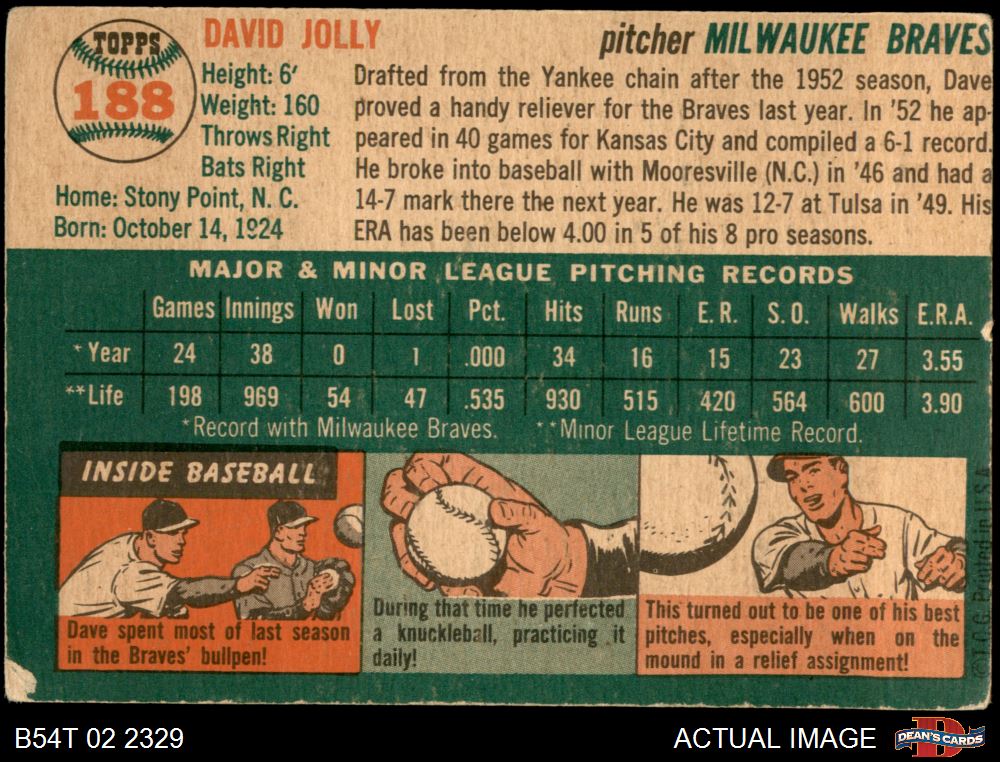 TOPPS
188
DAVID JOLLY
pitcher MILWAUKEE BRAVES
Height: 6'
Weight: 160
Throws Right
Bats Right
Home: Stony Point, N. C.
Born: October 14, 1924
Drafted from the Yankee chain after the 1952 season, Dave
proved a handy reliever for the Braves last year. In '52 he ap-
peared in 40 games for Kansas City and compiled a 6-1 record.
He broke into baseball with Mooresville (N.C.) in '46 and had a
14-7 mark there the next year. He was 12-7 at Tulsa in '49. His
ERA has been below 4.00 in 5 of his 8 pro seasons.
MAJOR & MINOR LEAGUE PITCHING RECORDS
Games Innings Won Lost Pct. Hits Runs E. R. S. O. Walks E.R.A.
*Year 24 38 0 1 .000 34 16 15 23 27 3.55
**Life 198 969 54 47 .535 930 515 420 564 600 3.90
*Record with Milwaukee Braves. **Minor League Lifetime Record.
INSIDE BASEBALL
Dave spent most of last season
in the Braves' bullpen!
During that time he perfected
a knuckleball, practicing it
daily!
This turned out to be one of his best
pitches, especially when on the
mound in a relief assignment!
©T.C.G. Printed in U.S.A.
B54T 02 2329
ACTUAL IMAGE
DEAN'S CARDS